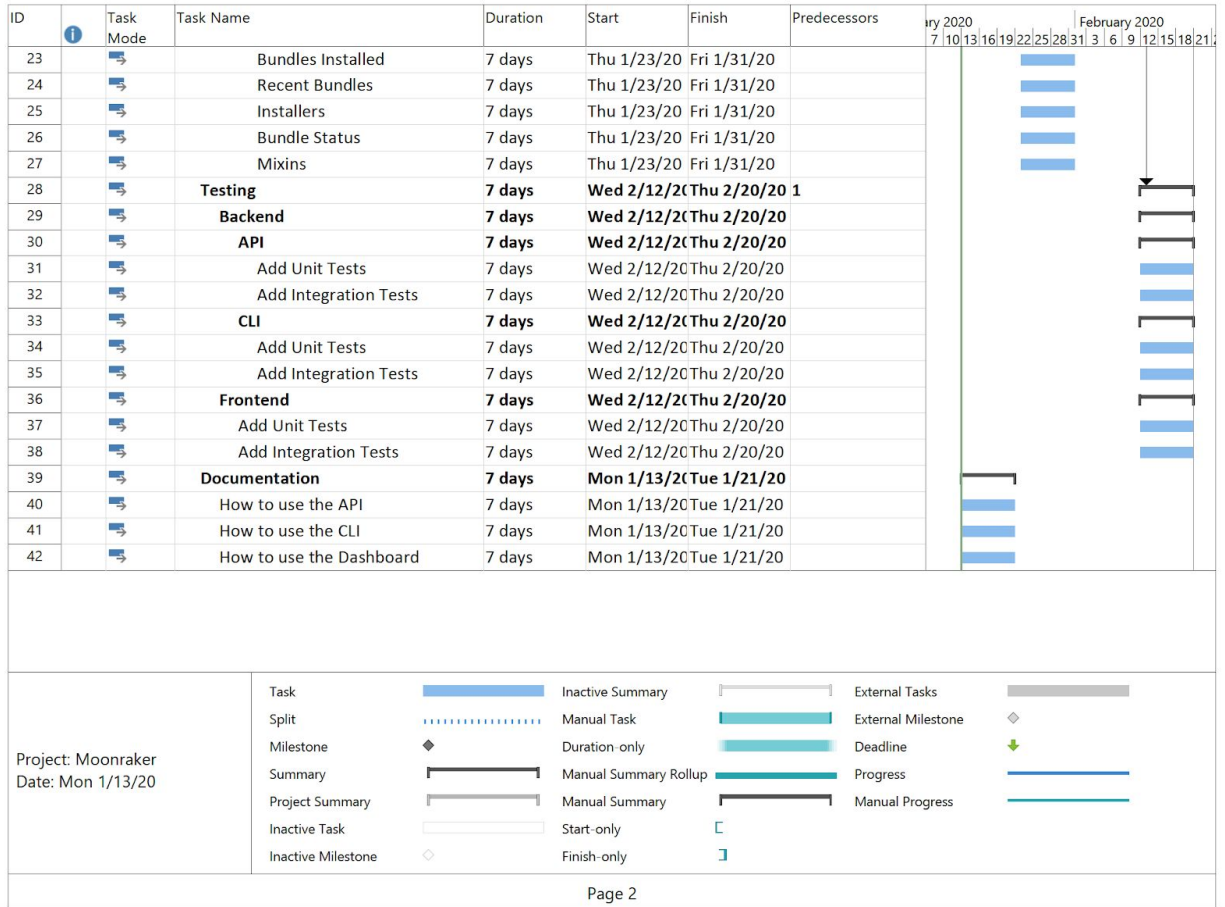 ID Task Mode Task Name Duration Start Finish Predecessors
ry 2020 February 2020
7 10 13 16 19 22 25 28 31 3 6 9 12 15 18 21
23 Bundles Installed 7 days Thu 1/23/20 Fri 1/31/20
24 Recent Bundles 7 days Thu 1/23/20 Fri 1/31/20
25 Installers 7 days Thu 1/23/20 Fri 1/31/20
26 Bundle Status 7 days Thu 1/23/20 Fri 1/31/20
27 Mixins 7 days Thu 1/23/20 Fri 1/31/20
28 Testing 7 days Wed 2/12/20 Thu 2/20/20 1
29 Backend 7 days Wed 2/12/20 Thu 2/20/20
30 API 7 days Wed 2/12/20 Thu 2/20/20
31 Add Unit Tests 7 days Wed 2/12/20 Thu 2/20/20
32 Add Integration Tests 7 days Wed 2/12/20 Thu 2/20/20
33 CLI 7 days Wed 2/12/20 Thu 2/20/20
34 Add Unit Tests 7 days Wed 2/12/20 Thu 2/20/20
35 Add Integration Tests 7 days Wed 2/12/20 Thu 2/20/20
36 Frontend 7 days Wed 2/12/20 Thu 2/20/20
37 Add Unit Tests 7 days Wed 2/12/20 Thu 2/20/20
38 Add Integration Tests 7 days Wed 2/12/20 Thu 2/20/20
39 Documentation 7 days Mon 1/13/20 Tue 1/21/20
40 How to use the API 7 days Mon 1/13/20 Tue 1/21/20
41 How to use the CLI 7 days Mon 1/13/20 Tue 1/21/20
42 How to use the Dashboard 7 days Mon 1/13/20 Tue 1/21/20
Project: Moonraker
Date: Mon 1/13/20
Task Inactive Summary External Tasks
Split Manual Task External Milestone
Milestone Duration-only Deadline
Summary Manual Summary Rollup Progress
Project Summary Manual Summary Manual Progress
Inactive Task Start-only
Inactive Milestone Finish-only
Page 2